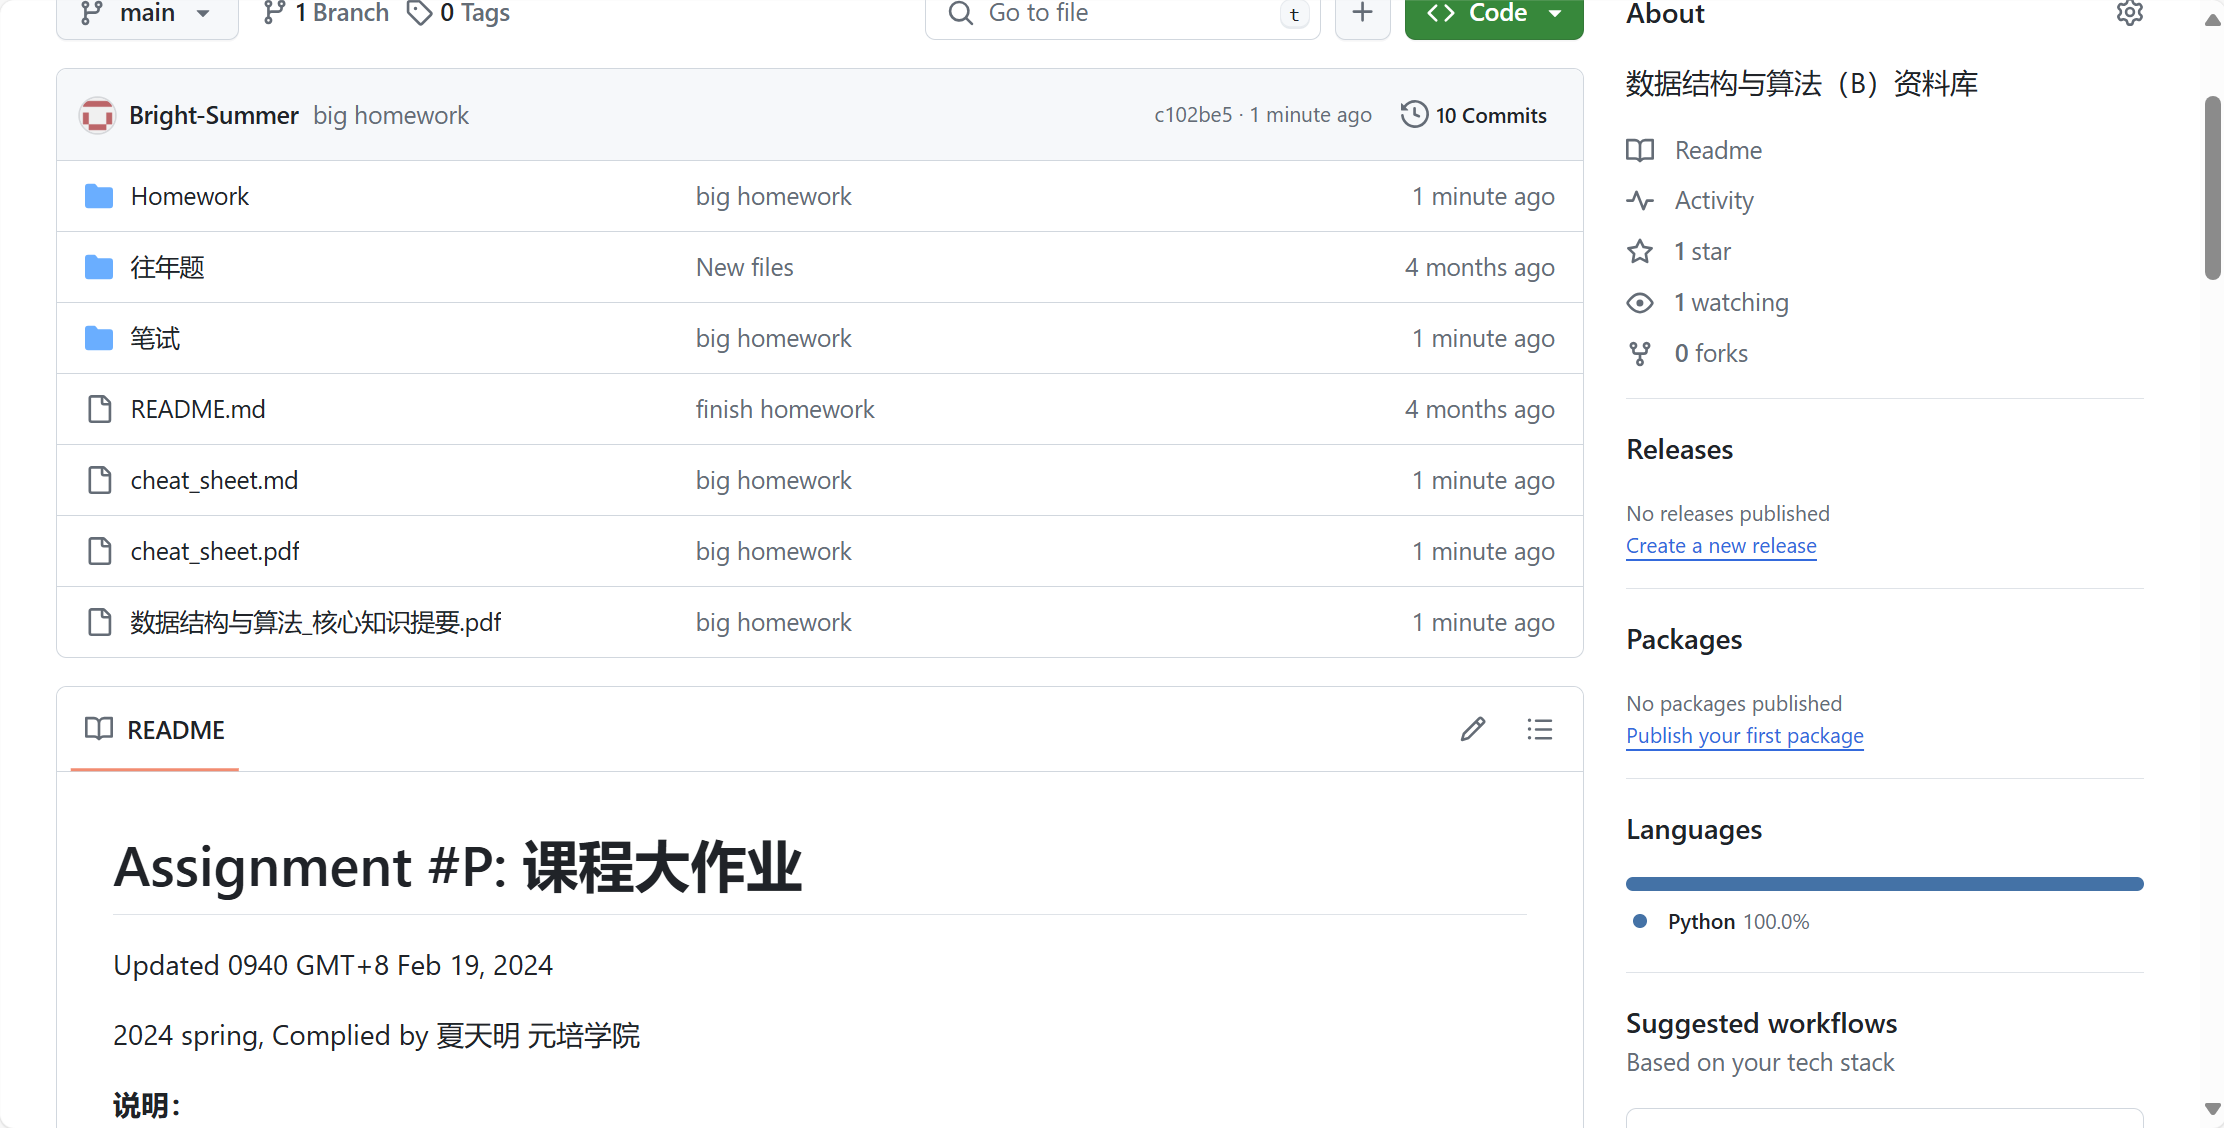 main
1 Branch
0 Tags
Go to file
t
Code
Bright-Summer big homework
c102be5 · 1 minute ago
10 Commits
Homework big homework 1 minute ago
往年题 New files 4 months ago
笔试 big homework 1 minute ago
README.md finish homework 4 months ago
cheat_sheet.md big homework 1 minute ago
cheat_sheet.pdf big homework 1 minute ago
数据结构与算法_核心知识提要.pdf big homework 1 minute ago
README
Assignment #P: 课程大作业
Updated 0940 GMT+8 Feb 19, 2024
2024 spring, Complied by 夏天明 元培学院
说明：
About
数据结构与算法（B）资料库
Readme
Activity
1 star
1 watching
0 forks
Releases
No releases published
Create a new release
Packages
No packages published
Publish your first package
Languages
Python 100.0%
Suggested workflows
Based on your tech stack